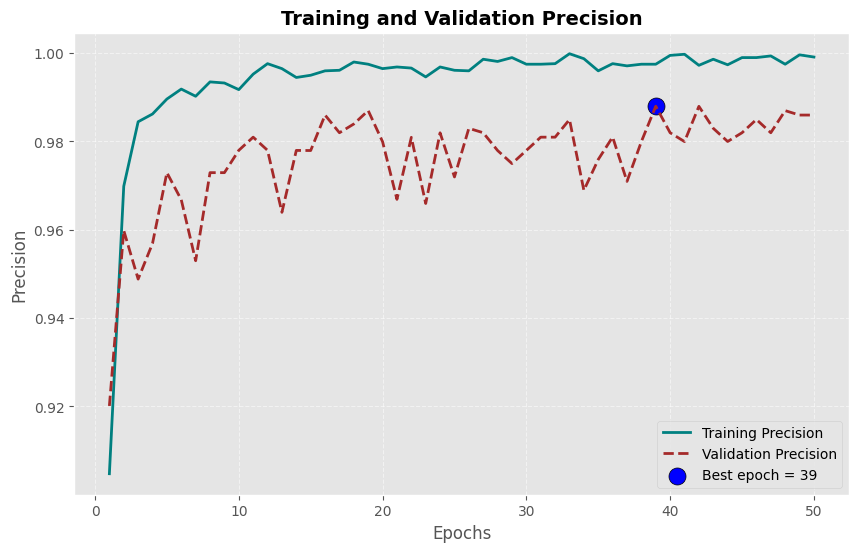 Training and Validation Precision
1.00
0.98
0.96
0.94
0.92
Precision
0
10
20
30
40
50
Epochs
Training Precision
Validation Precision
Best epoch = 39